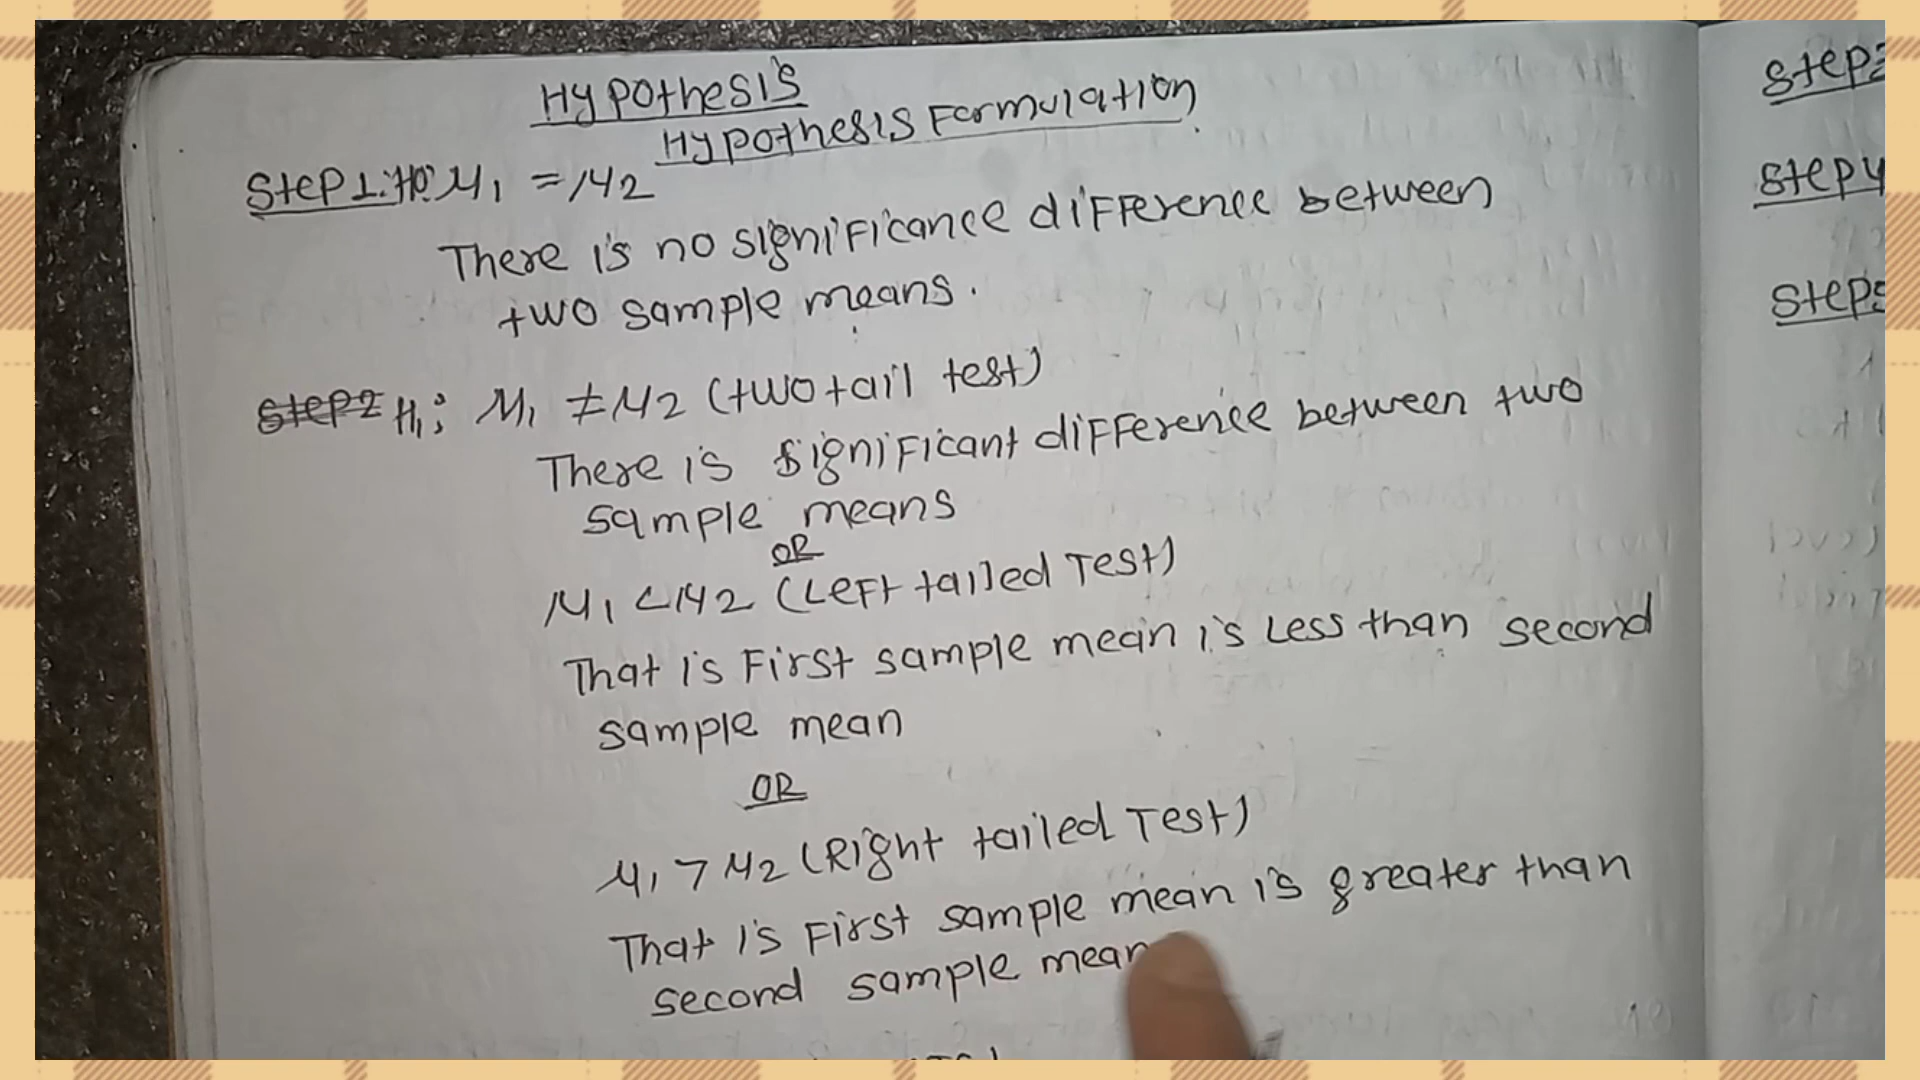 Hypothesis
Hypothesis Formulation
Step 1: H0: μ1 = μ2
There is no significance difference between
two sample means.
Step2 H1: μ1 ≠ μ2 (two tail test)
There is significant difference between two
sample means
OR
μ1 < μ2 (Left tailed Test)
That is First sample mean is Less than second
sample mean
OR
μ1 > μ2 (Right tailed Test)
That is First sample mean is greater than
second sample mean
Step
Step 4
Step